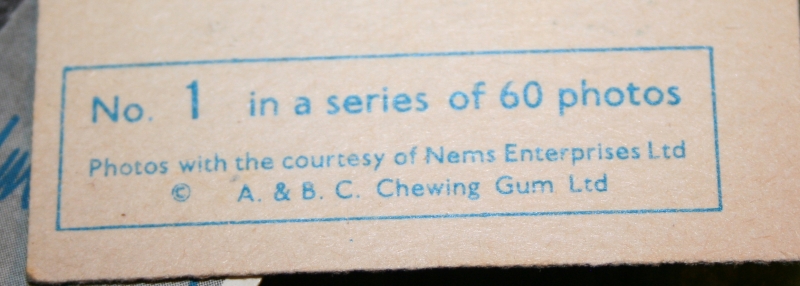 No. 1 in a series of 60 photos
Photos with the courtesy of Nems Enterprises Ltd
© A. & B. C. Chewing Gum Ltd